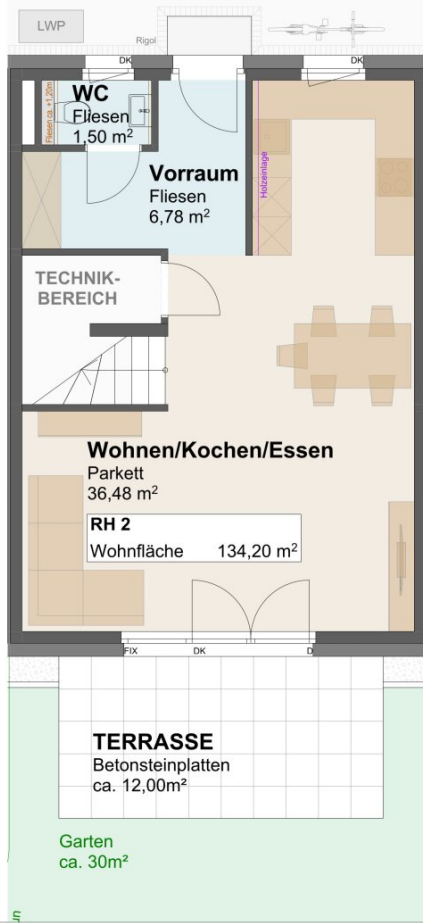 LWP
Rigol
DK
DK
WC
Fliesen
1,50 m²
Fliesen ca. +1,20m
Vorraum
Fliesen
6,78 m²
Holzeinlage
TECHNIK-
BEREICH
Wohnen/Kochen/Essen
Parkett
36,48 m²
RH 2
Wohnfläche 134,20 m²
FIX
DK
D
TERRASSE
Betonsteinplatten
ca. 12,00m²
Garten
ca. 30m²